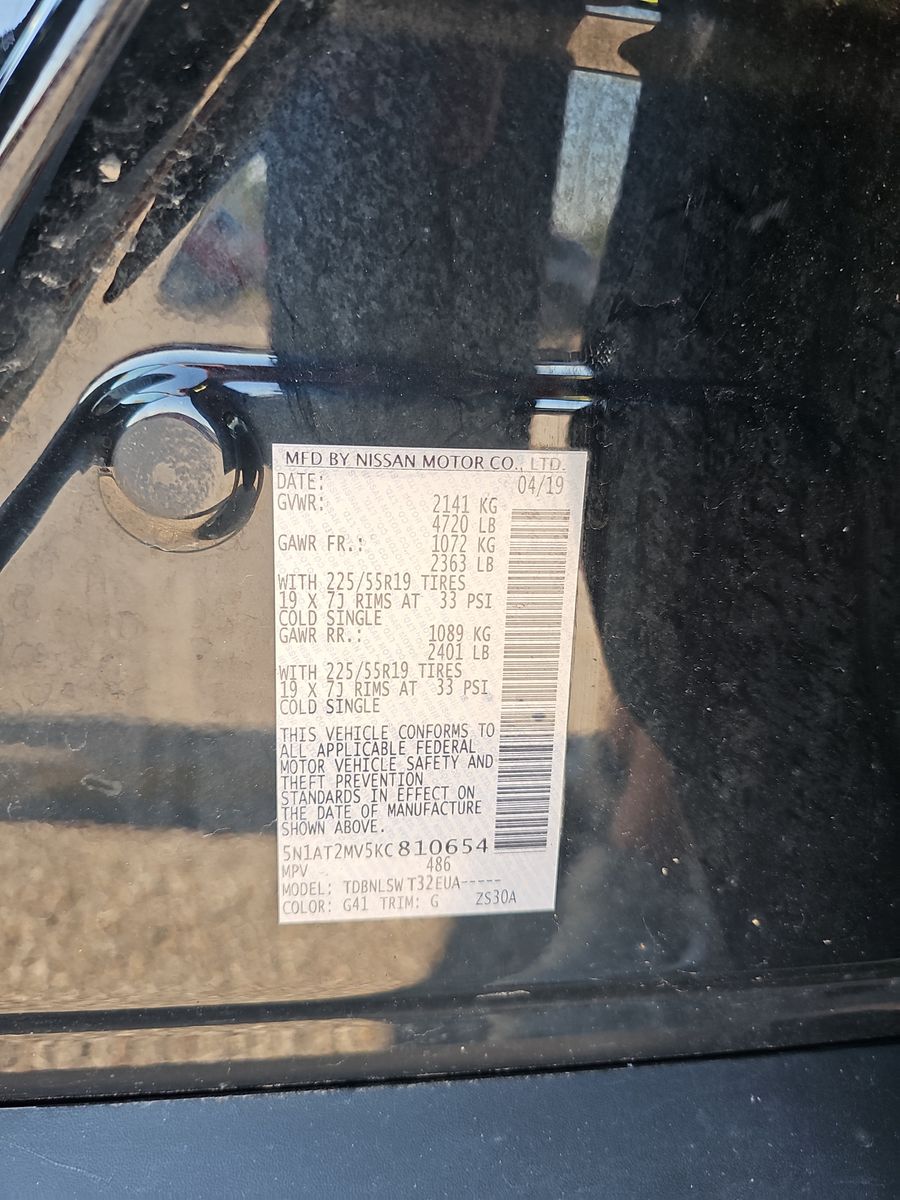 MFD BY NISSAN MOTOR CO., LTD.
DATE: 04/19
GVWR: 2141 KG
4720 LB
GAWR FR.: 1072 KG
2363 LB
WITH 225/55R19 TIRES
19 X 7J RIMS AT 33 PSI
COLD SINGLE
GAWR RR.: 1089 KG
2401 LB
WITH 225/55R19 TIRES
19 X 7J RIMS AT 33 PSI
COLD SINGLE
THIS VEHICLE CONFORMS TO
ALL APPLICABLE FEDERAL
MOTOR VEHICLE SAFETY AND
THEFT PREVENTION
STANDARDS IN EFFECT ON
THE DATE OF MANUFACTURE
SHOWN ABOVE.
5N1AT2MV5KC810654
MPV 486
MODEL: TDBNLSW T32EUA-----
COLOR: G41 TRIM: G ZS30A